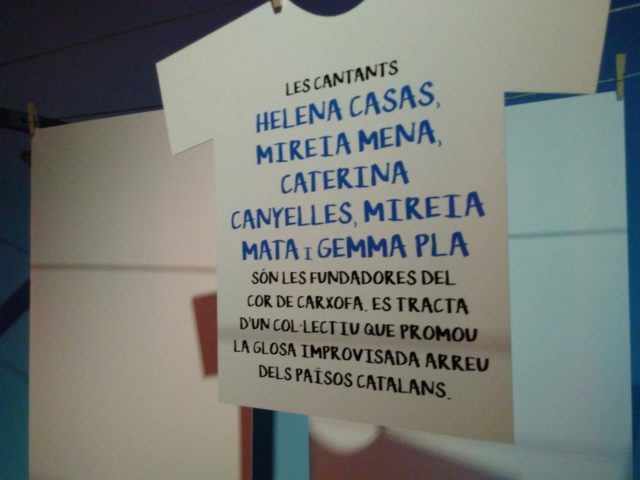 LES CANTANTS
HELENA CASAS,
MIREIA MENA,
CATERINA
CANYELLES, MIREIA
MATA I GEMMA PLA
SÓN LES FUNDADORES DEL
COR DE CARXOFA. ES TRACTA
D'UN COL·LECTIU QUE PROMOU
LA GLOSA IMPROVISADA ARREU
DELS PAÏSOS CATALANS.